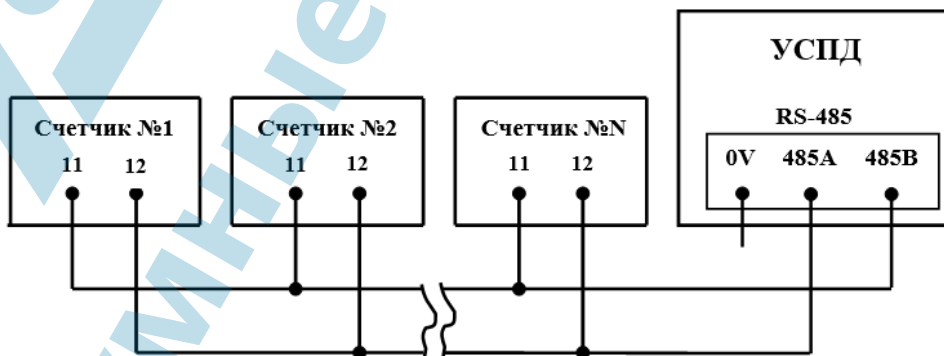 УСПД
Счетчик №1
Счетчик №2
Счетчик №N
RS-485
11 12
11 12
11 12
0V 485A 485B